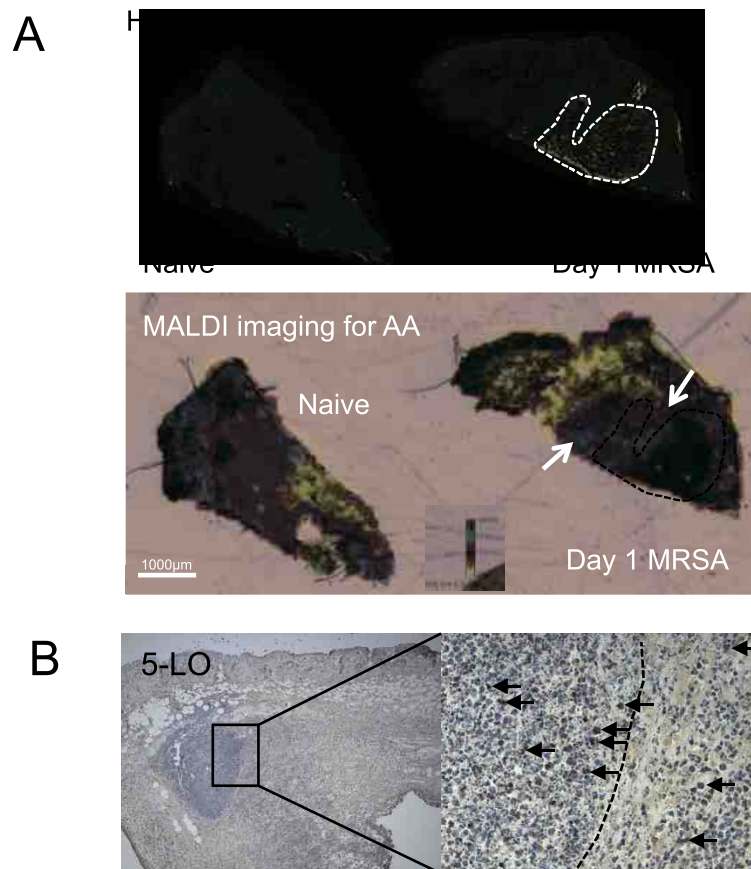 A
H
Naive
Day 1 MRSA
MALDI imaging for AA
Naive
1000µm
Day 1 MRSA
B
5-LO